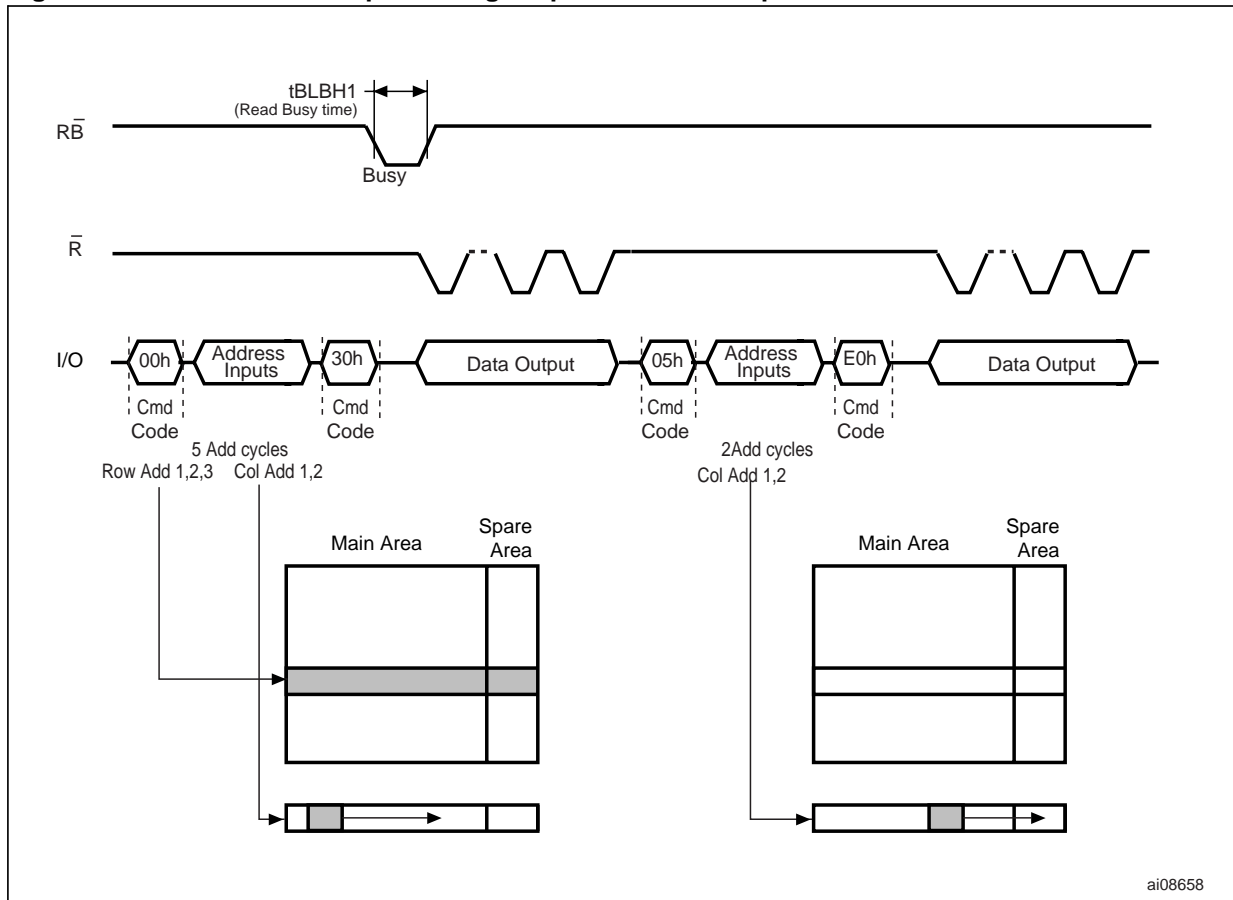 tBLBH1
(Read Busy time)
RB̅
Busy
R̅
I/O
00h
Address
Inputs
30h
Data Output
05h
Address
Inputs
E0h
Data Output
Cmd
Code
Cmd
Code
Cmd
Code
Cmd
Code
5 Add cycles
Row Add 1,2,3 Col Add 1,2
2Add cycles
Col Add 1,2
Main Area
Spare
Area
Main Area
Spare
Area
ai08658